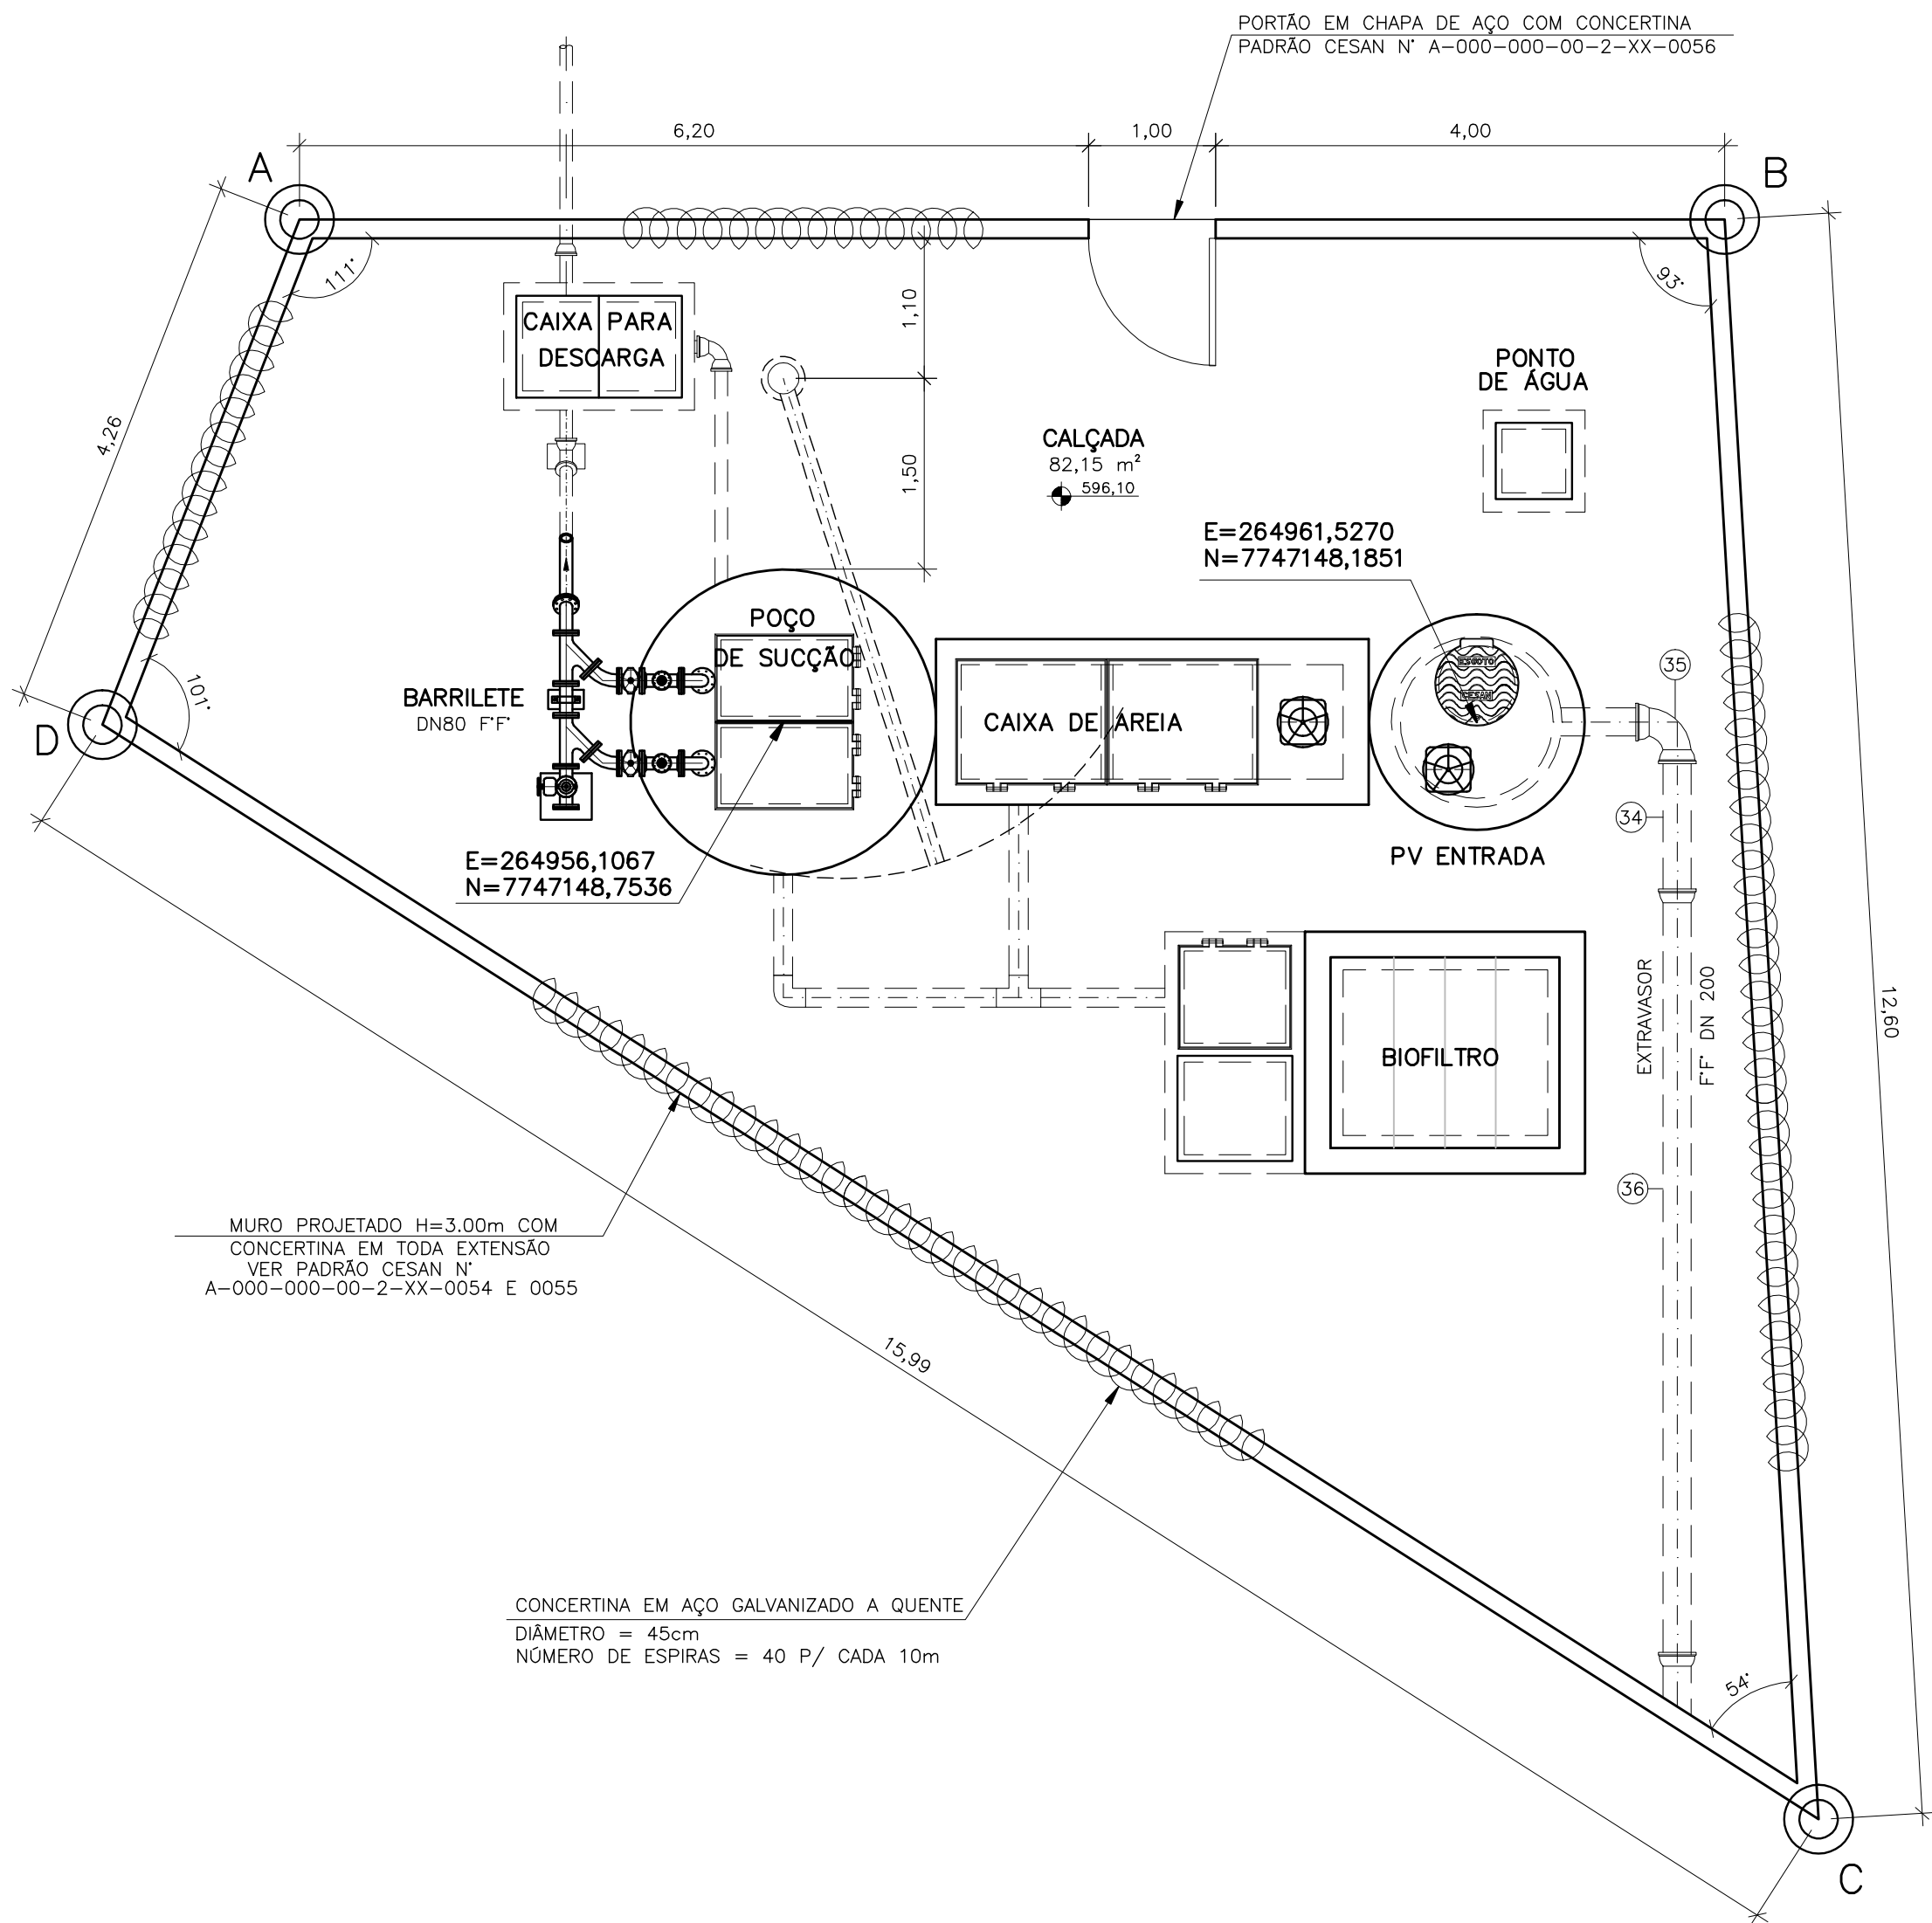 PORTÃO EM CHAPA DE AÇO COM CONCERTINA
PADRÃO CESAN N° A-000-000-00-2-XX-0056
6,20
1,00
4,00
A
B
111°
93°
4,26
CAIXA PARA
DESCARGA
1,10
1,50
PONTO
DE ÁGUA
CALÇADA
82,15 m²
596,10
E=264961,5270
N=7747148,1851
POÇO
DE SUCÇÃO
ESGOTO
CESAN
35
101°
BARRILETE
DN80 F°F°
D
CAIXA DE AREIA
34
PV ENTRADA
E=264956,1067
N=7747148,7536
EXTRAVASOR
F°F° DN 200
12,60
BIOFILTRO
36
MURO PROJETADO H=3.00m COM
CONCERTINA EM TODA EXTENSÃO
VER PADRÃO CESAN N°
A-000-000-00-2-XX-0054 E 0055
15,99
CONCERTINA EM AÇO GALVANIZADO A QUENTE
DIÂMETRO = 45cm
NÚMERO DE ESPIRAS = 40 P/ CADA 10m
54°
C